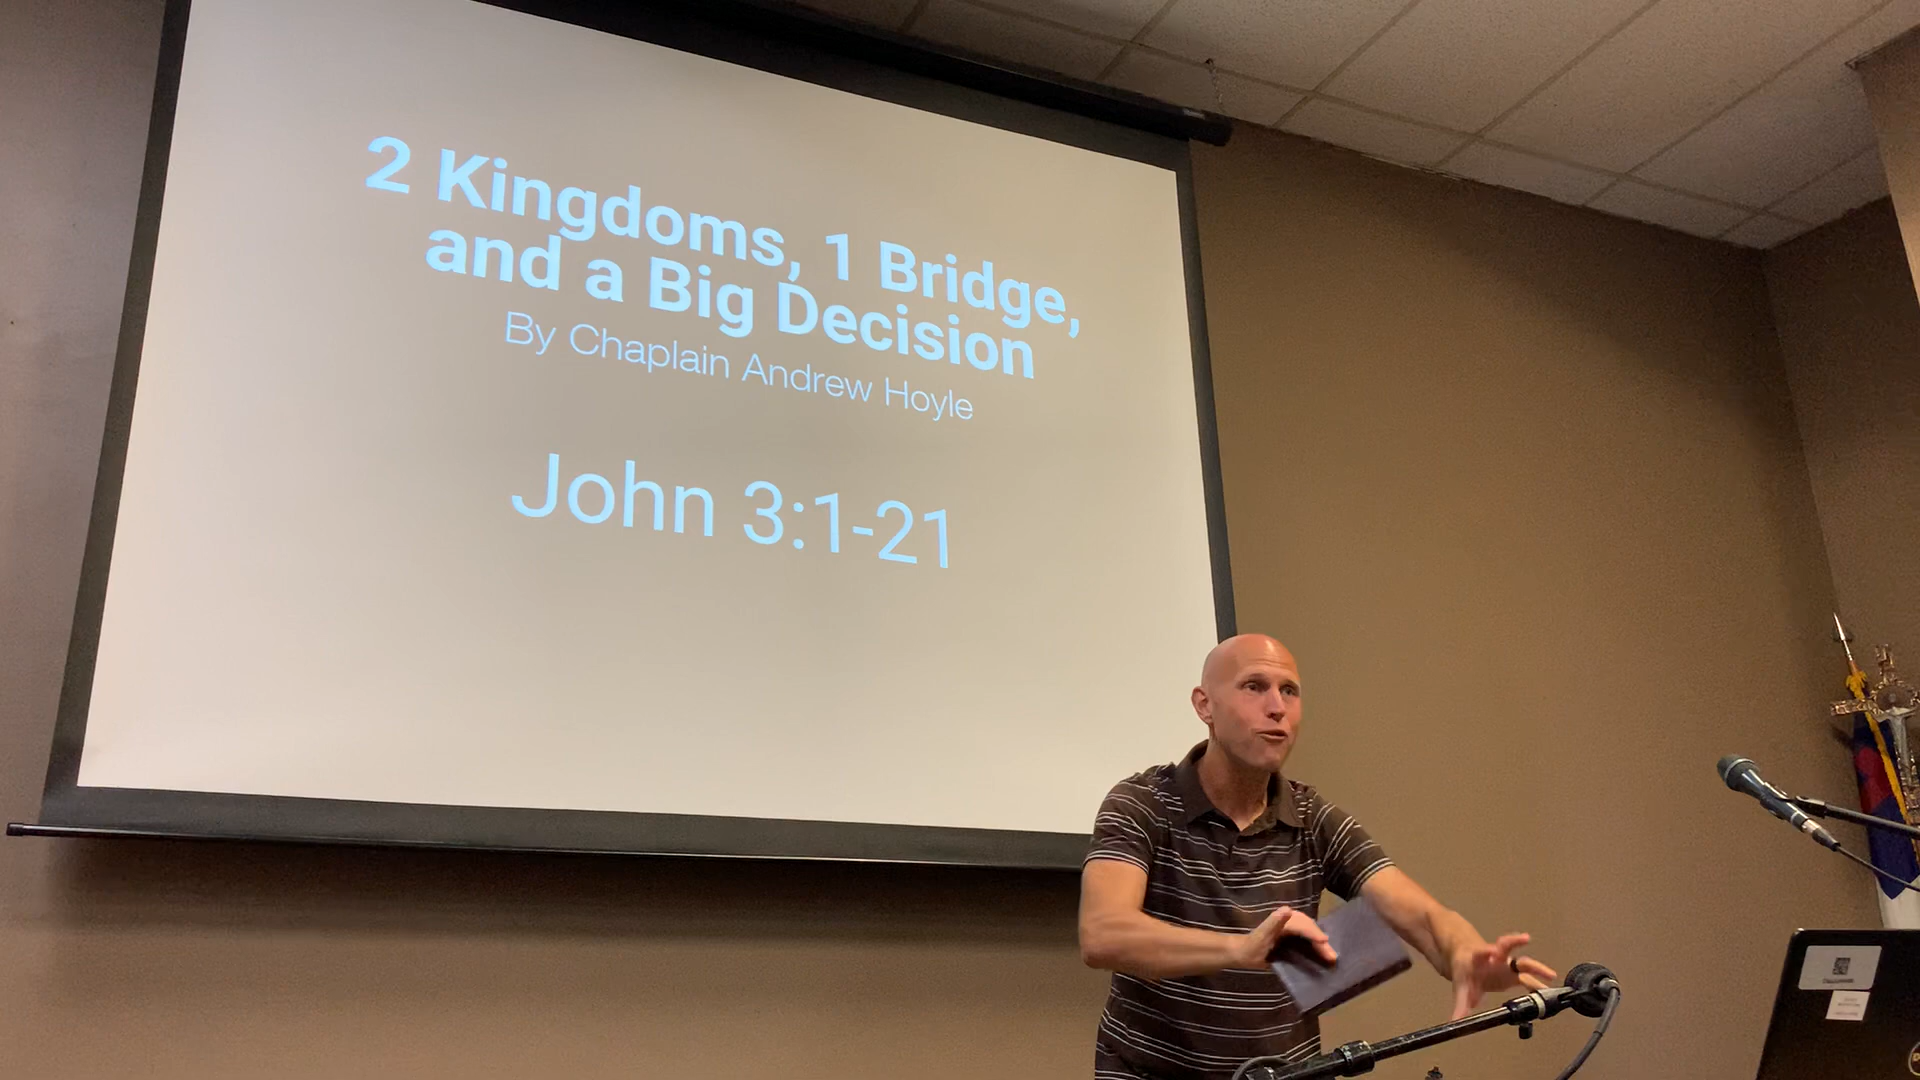 2 Kingdoms, 1 Bridge,
and a Big Decision
By Chaplain Andrew Hoyle
John 3:1-21